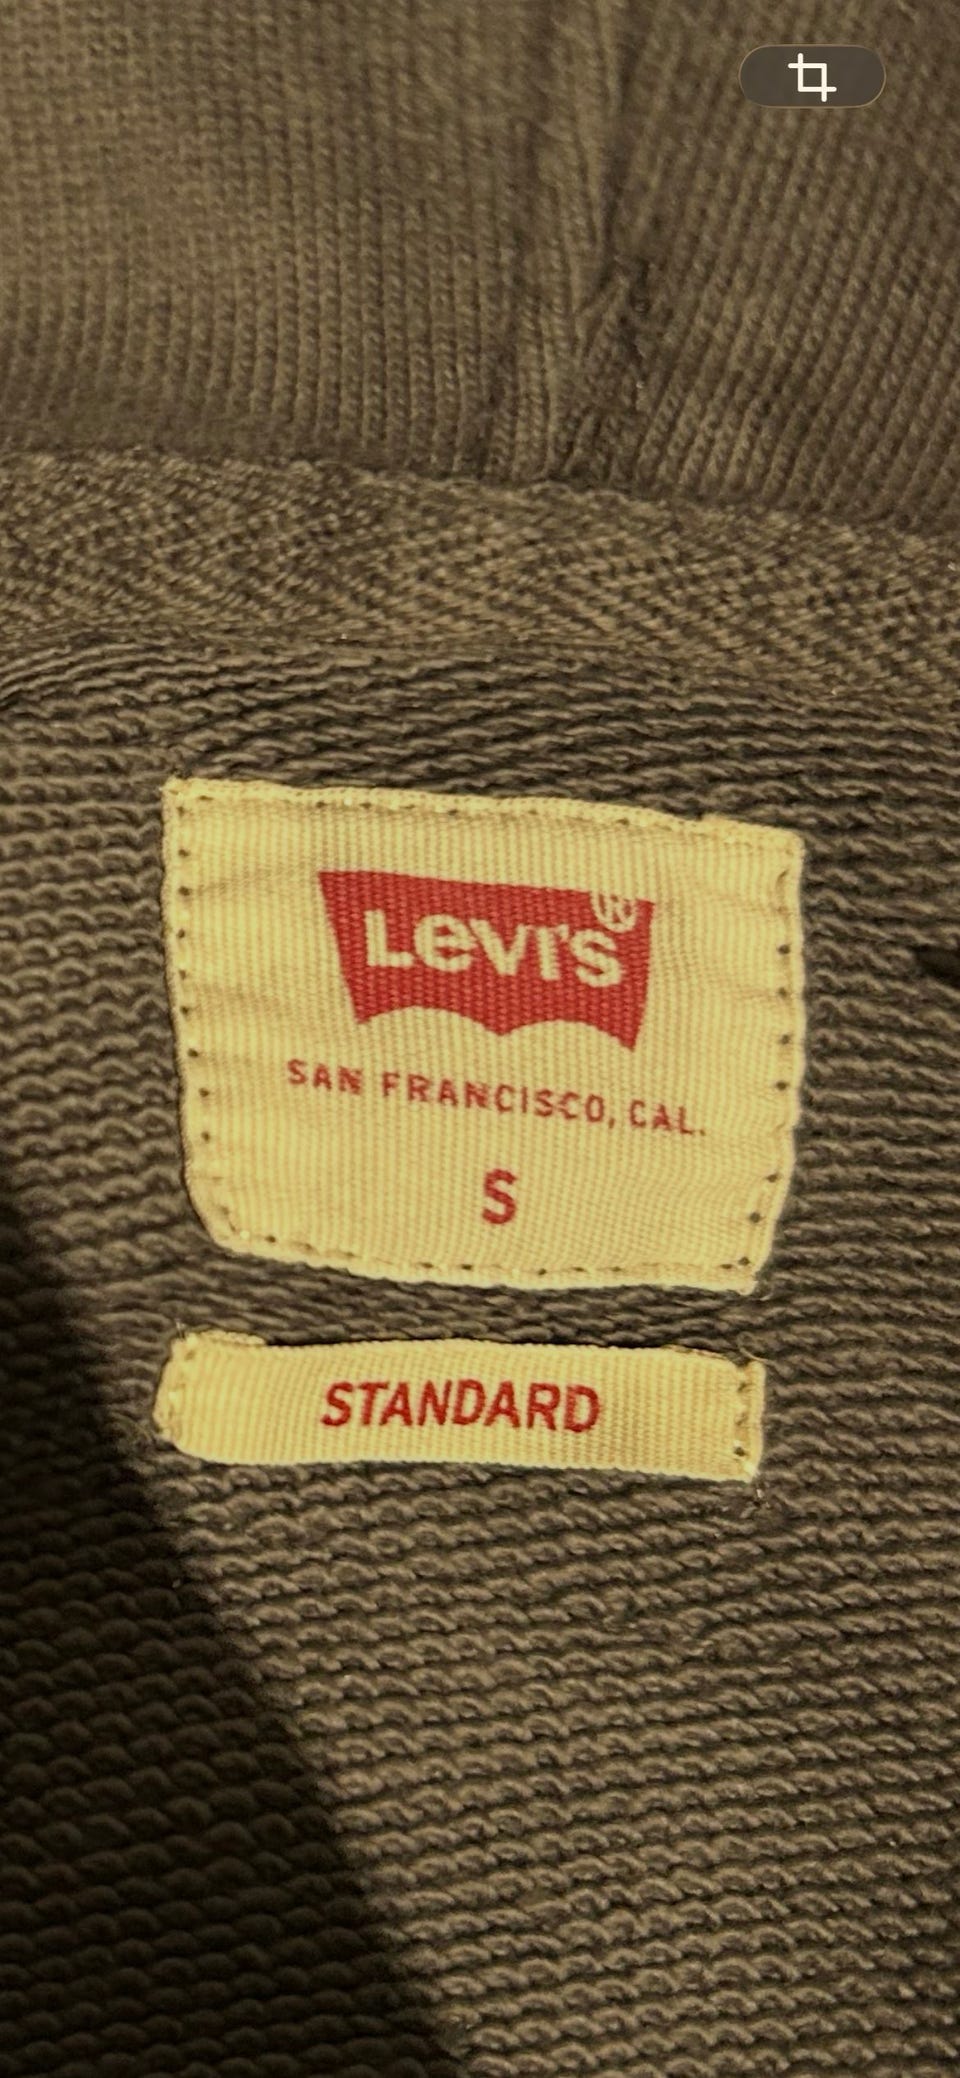 Levi's®
SAN FRANCISCO, CAL.
S
STANDARD